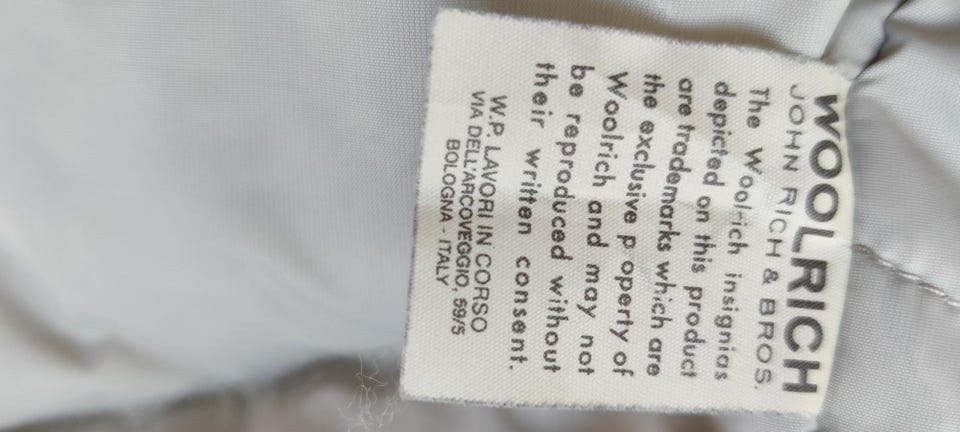 WOOLRICH
JOHN RICH & BROS.
The Woolrich insignias
depicted on this product
are trademarks which are
the exclusive p operty of
Woolrich and may not
be reproduced without
their written consent.
W.P. LAVORI IN CORSO
VIA DELL'ARCOVEGGIO, 59/5
BOLOGNA - ITALY